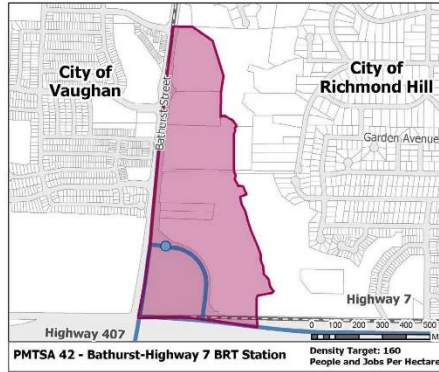 City of
Vaughan
Bathurst Street
City of
Richmond Hill
Garden Avenue
Highway 7
Highway 407
0 100 200 300 400 500
M
PMTSA 42 - Bathurst-Highway 7 BRT Station
Density Target: 160
People and Jobs Per Hectare